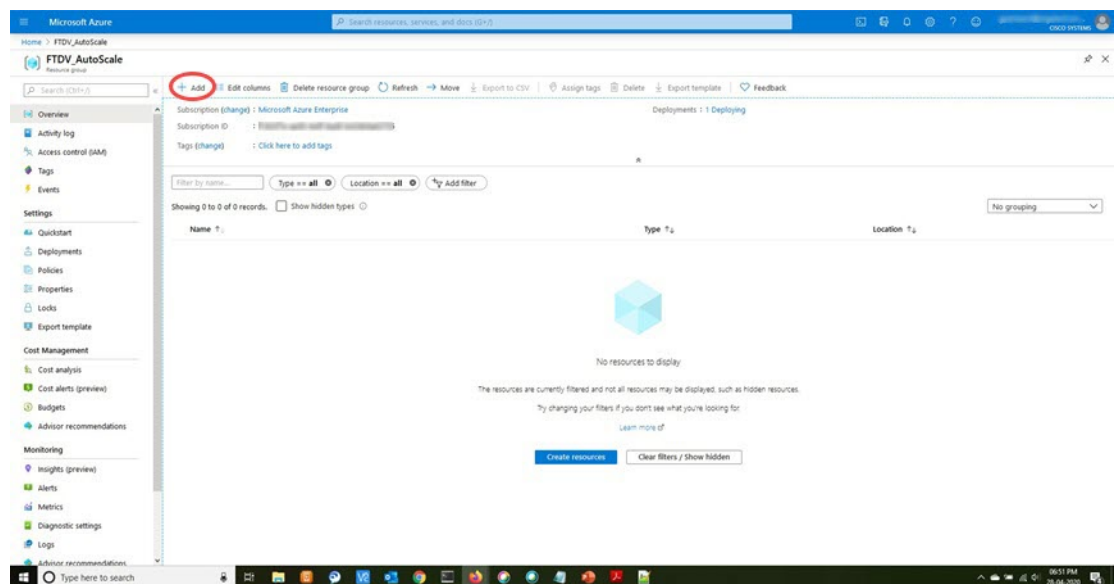 Microsoft Azure
Search resources, services, and docs (G+/)
CISCO SYSTEMS
Home > FTDV_AutoScale
FTDV_AutoScale
Resource group
Search (Ctrl+/)
+ Add
Edit columns
Delete resource group
Refresh
Move
Export to CSV
Assign tags
Delete
Export template
Feedback
Subscription (change) : Microsoft Azure Enterprise
Deployments : 1 Deploying
Subscription ID :
Tags (change) : Click here to add tags
Overview
Activity log
Access control (IAM)
Tags
Events
Settings
Quickstart
Deployments
Policies
Properties
Locks
Export template
Cost Management
Cost analysis
Cost alerts (preview)
Budgets
Advisor recommendations
Monitoring
Insights (preview)
Alerts
Metrics
Diagnostic settings
Logs
Advisor recommendations
Filter by name...
Type == all
Location == all
Add filter
Showing 0 to 0 of 0 records.
Show hidden types
No grouping
Name
Type
Location
No resources to display
The resources are currently filtered and not all resources may be displayed, such as hidden resources.
Try changing your filters if you don't see what you're looking for.
Learn more
Create resources
Clear filters / Show hidden
Type here to search
06:51 PM
28-04-2020